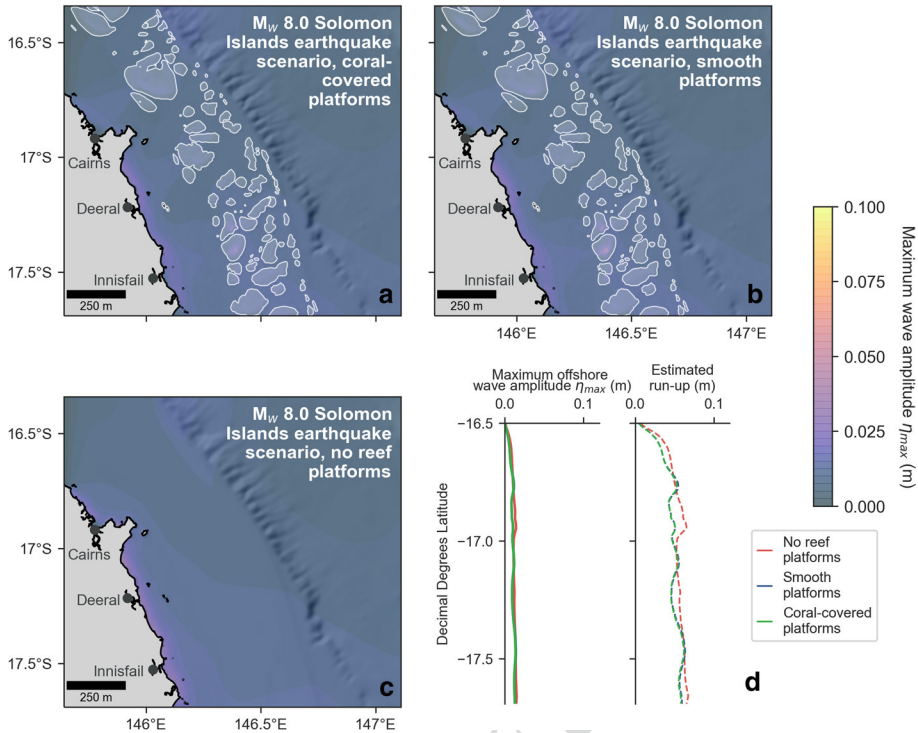 M_W 8.0 Solomon
Islands earthquake
scenario, coral-
covered
platforms
16.5°S
17°S
17.5°S
Cairns
Deeral
Innisfail
250 m
a
M_W 8.0 Solomon
Islands earthquake
scenario, smooth
platforms
Cairns
Deeral
Innisfail
250 m
b
146°E
146.5°E
147°E
0.100
0.075
0.050
0.025
0.000
Maximum wave amplitude η_max (m)
M_W 8.0 Solomon
Islands earthquake
scenario, no reef
platforms
16.5°S
17°S
17.5°S
Cairns
Deeral
Innisfail
250 m
c
146°E
146.5°E
147°E
Maximum offshore
wave amplitude η_max (m)
0.0
0.1
Estimated
run-up (m)
0.0
0.1
−16.5
−17.0
−17.5
Decimal Degrees Latitude
d
No reef
platforms
Smooth
platforms
Coral-covered
platforms